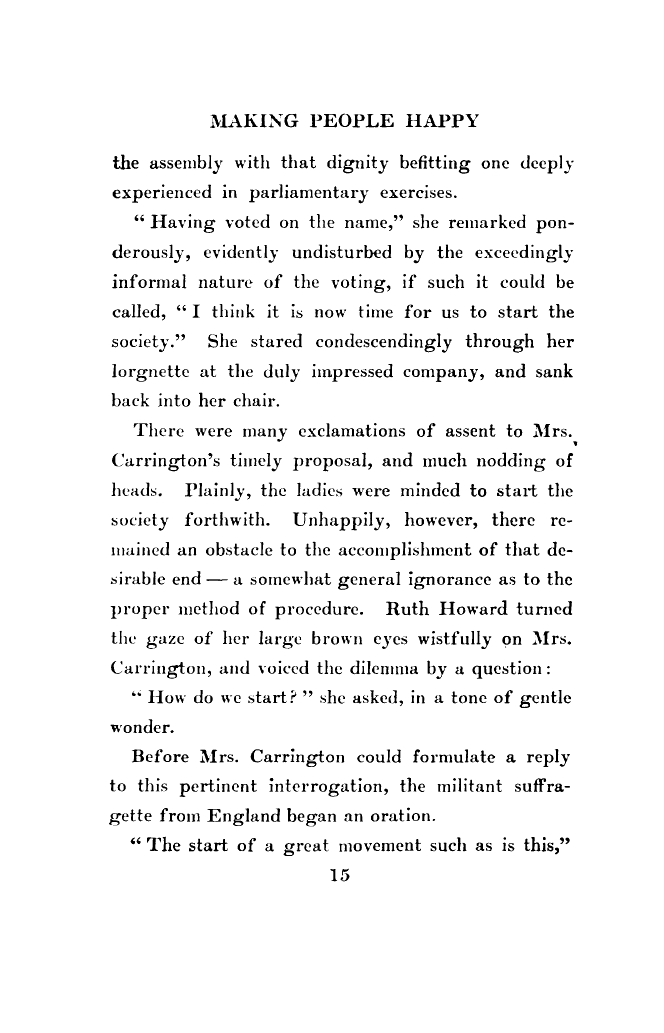 MAKING PEOPLE HAPPY
the assembly with that dignity befitting one deeply
experienced in parliamentary exercises.
“ Having voted on the name,” she remarked pon-
derously, evidently undisturbed by the exceedingly
informal nature of the voting, if such it could be
called, “ I think it is now time for us to start the
society.” She stared condescendingly through her
lorgnette at the duly impressed company, and sank
back into her chair.
There were many exclamations of assent to Mrs.
Carrington’s timely proposal, and much nodding of
heads. Plainly, the ladies were minded to start the
society forthwith. Unhappily, however, there re-
mained an obstacle to the accomplishment of that de-
sirable end — a somewhat general ignorance as to the
proper method of procedure. Ruth Howard turned
the gaze of her large brown eyes wistfully on Mrs.
Carrington, and voiced the dilemma by a question :
“ How do we start? ” she asked, in a tone of gentle
wonder.
Before Mrs. Carrington could formulate a reply
to this pertinent interrogation, the militant suffra-
gette from England began an oration.
“ The start of a great movement such as is this,”
15